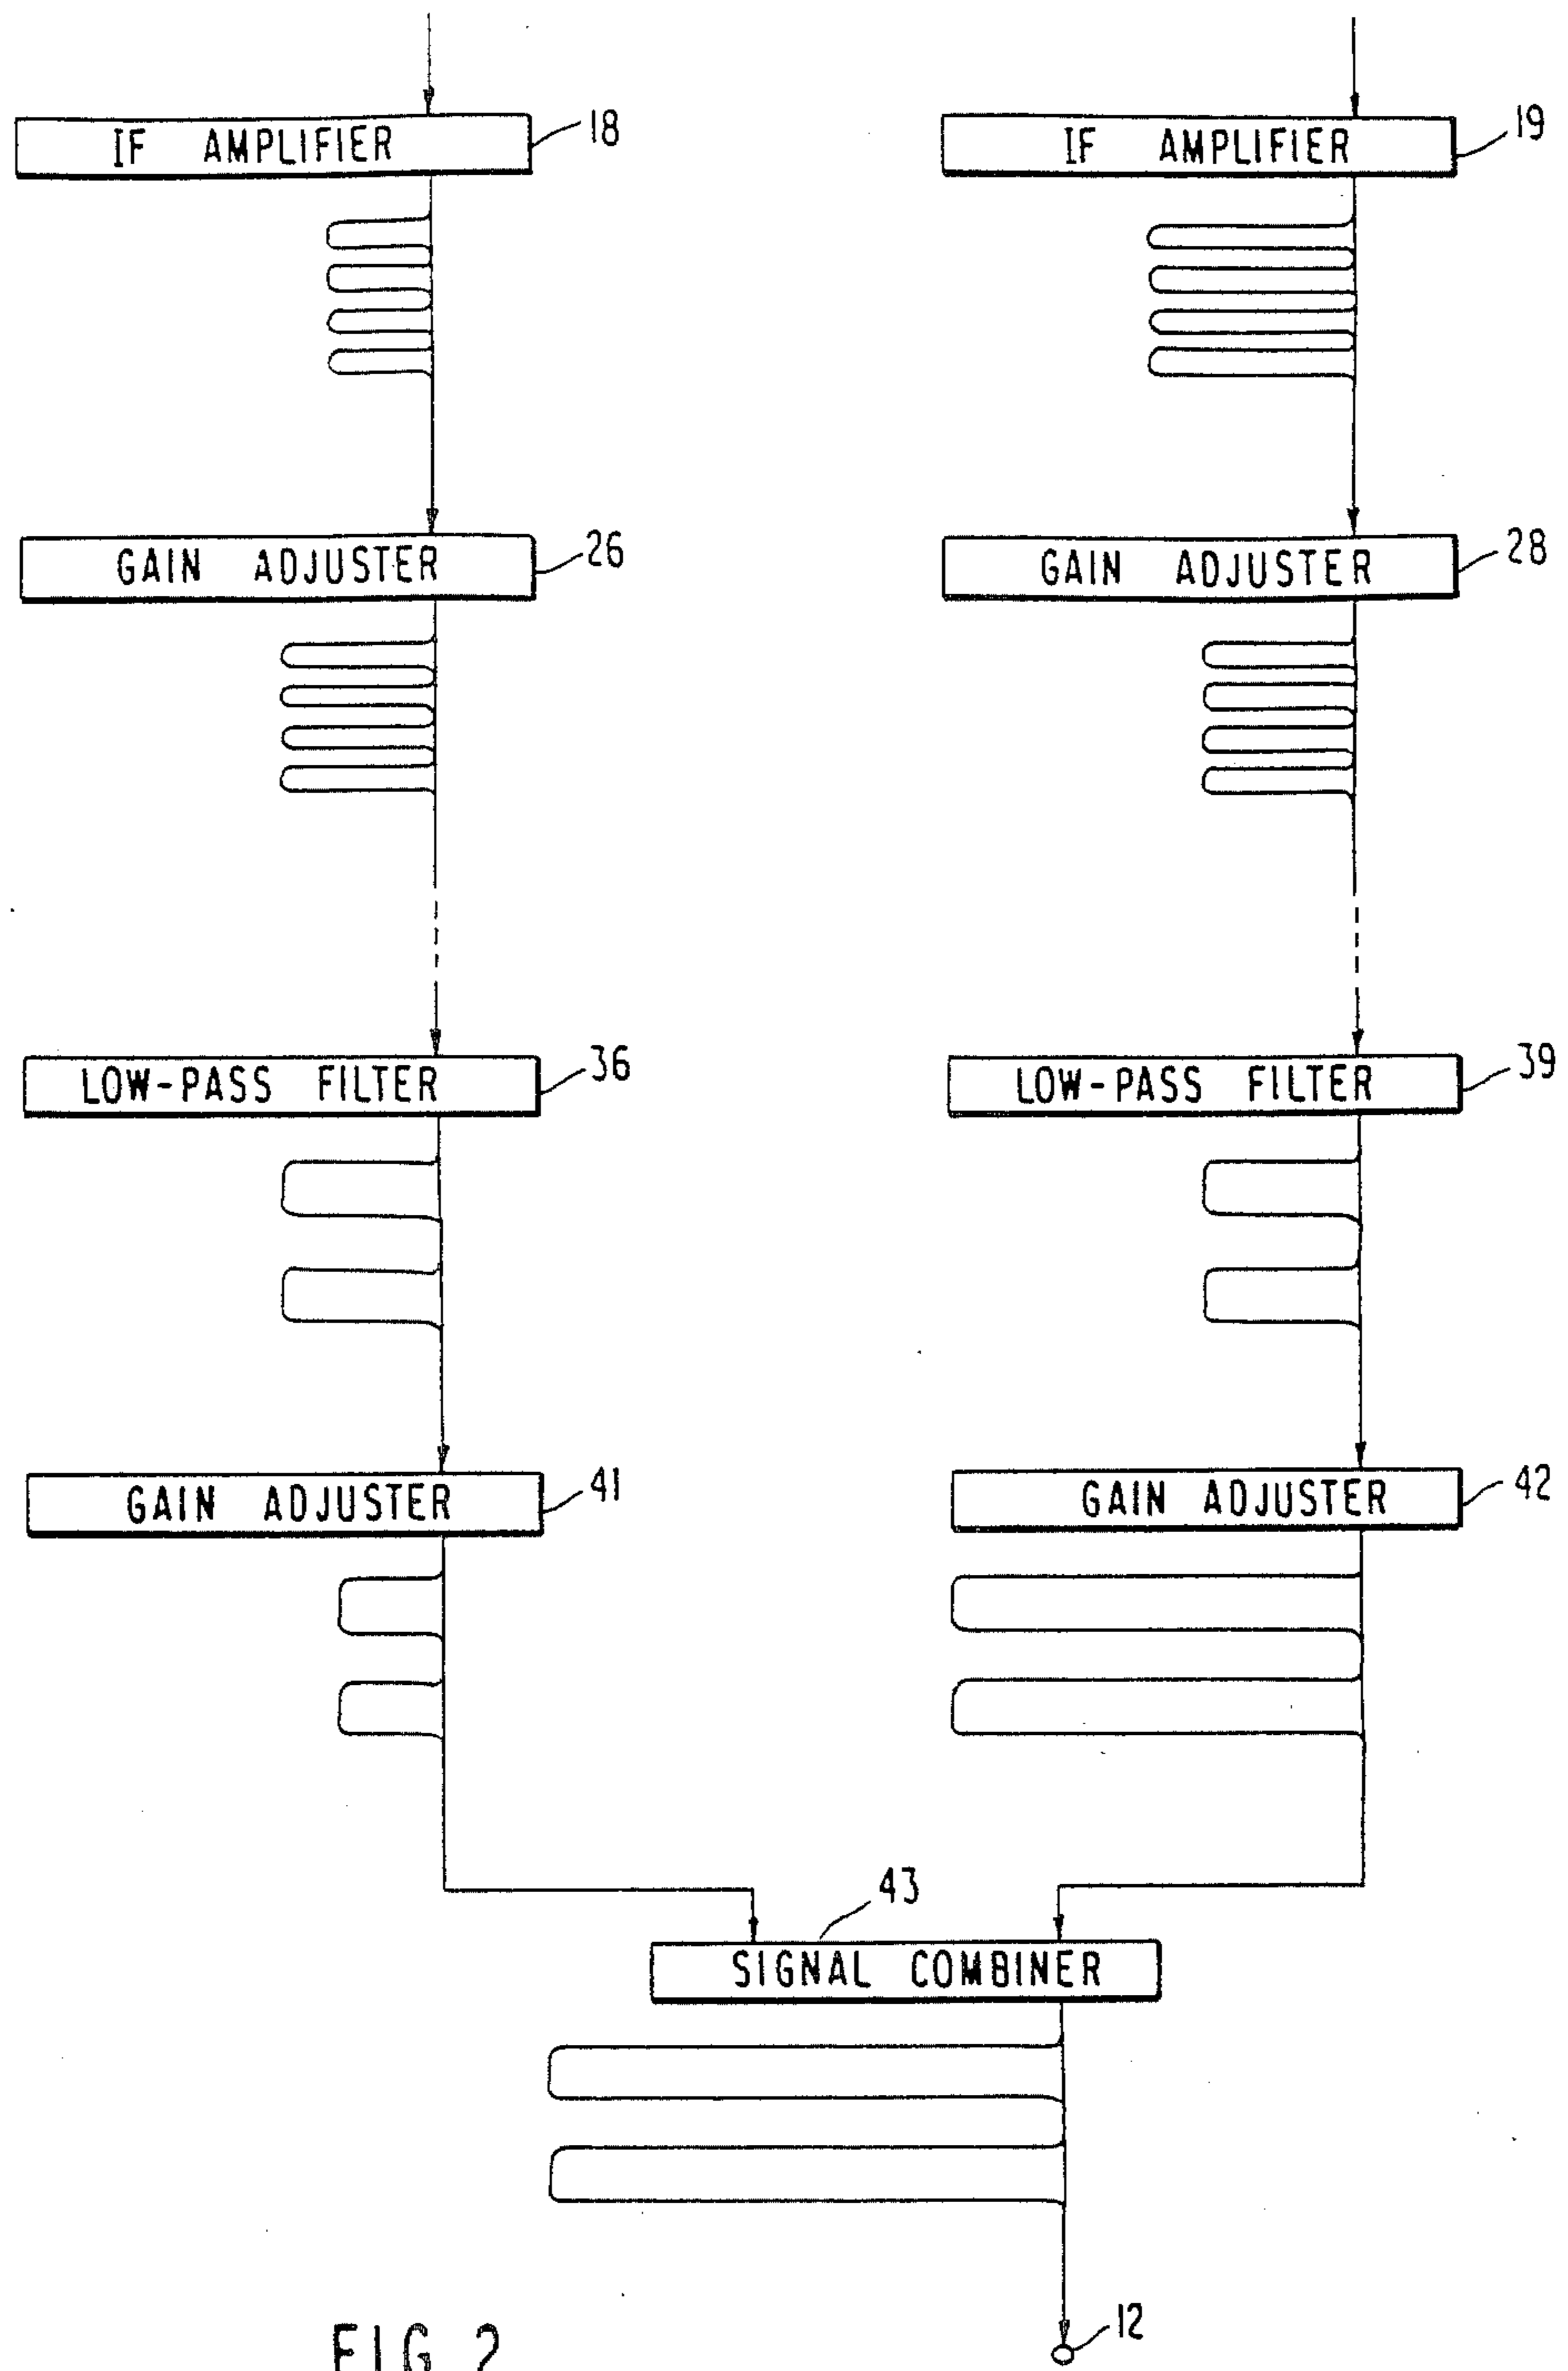 IF AMPLIFIER 18
IF AMPLIFIER 19
GAIN ADJUSTER 26
GAIN ADJUSTER 28
LOW-PASS FILTER 36
LOW-PASS FILTER 39
GAIN ADJUSTER 41
GAIN ADJUSTER 42
43
SIGNAL COMBINER
12
FIG. 2